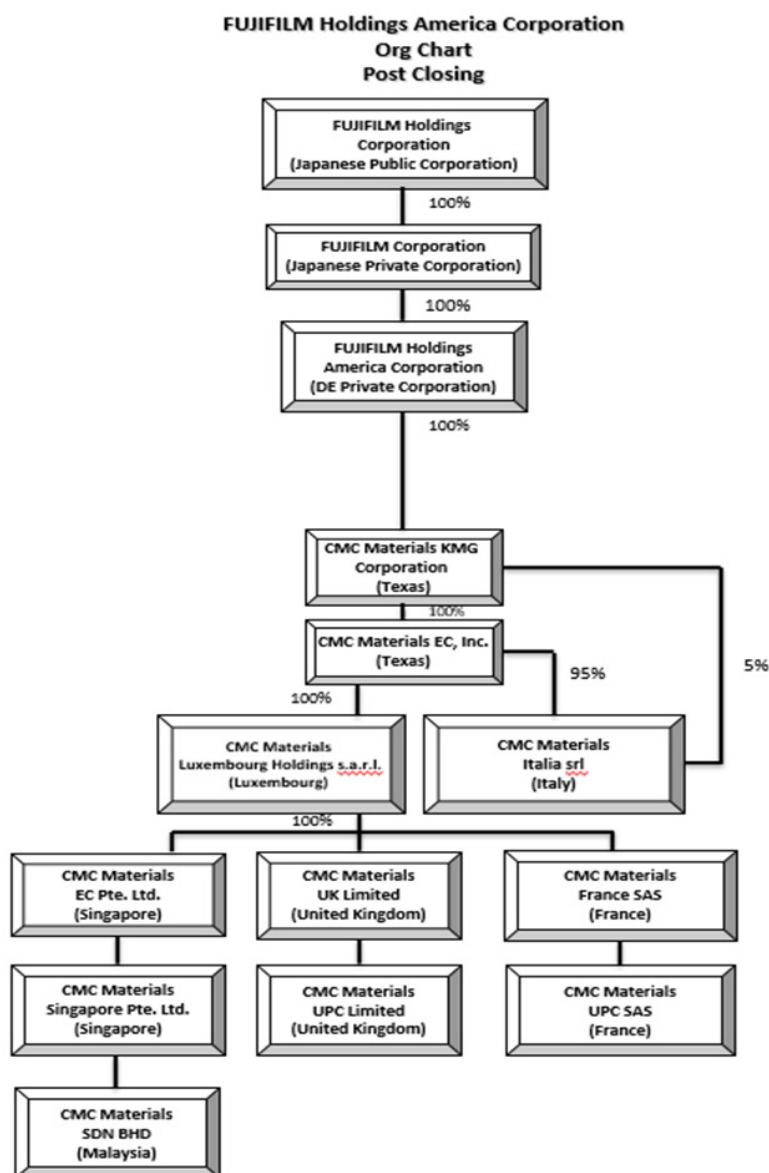 FUJIFILM Holdings America Corporation
Org Chart
Post Closing
FUJIFILM Holdings
Corporation
(Japanese Public Corporation)
100%
FUJIFILM Corporation
(Japanese Private Corporation)
100%
FUJIFILM Holdings
America Corporation
(DE Private Corporation)
100%
CMC Materials KMG
Corporation
(Texas)
100%
CMC Materials EC, Inc.
(Texas)
5%
95%
100%
CMC Materials
Luxembourg Holdings s.a.r.l.
(Luxembourg)
CMC Materials
Italia srl
(Italy)
100%
CMC Materials
EC Pte. Ltd.
(Singapore)
CMC Materials
UK Limited
(United Kingdom)
CMC Materials
France SAS
(France)
CMC Materials
Singapore Pte. Ltd.
(Singapore)
CMC Materials
UPC Limited
(United Kingdom)
CMC Materials
UPC SAS
(France)
CMC Materials
SDN BHD
(Malaysia)